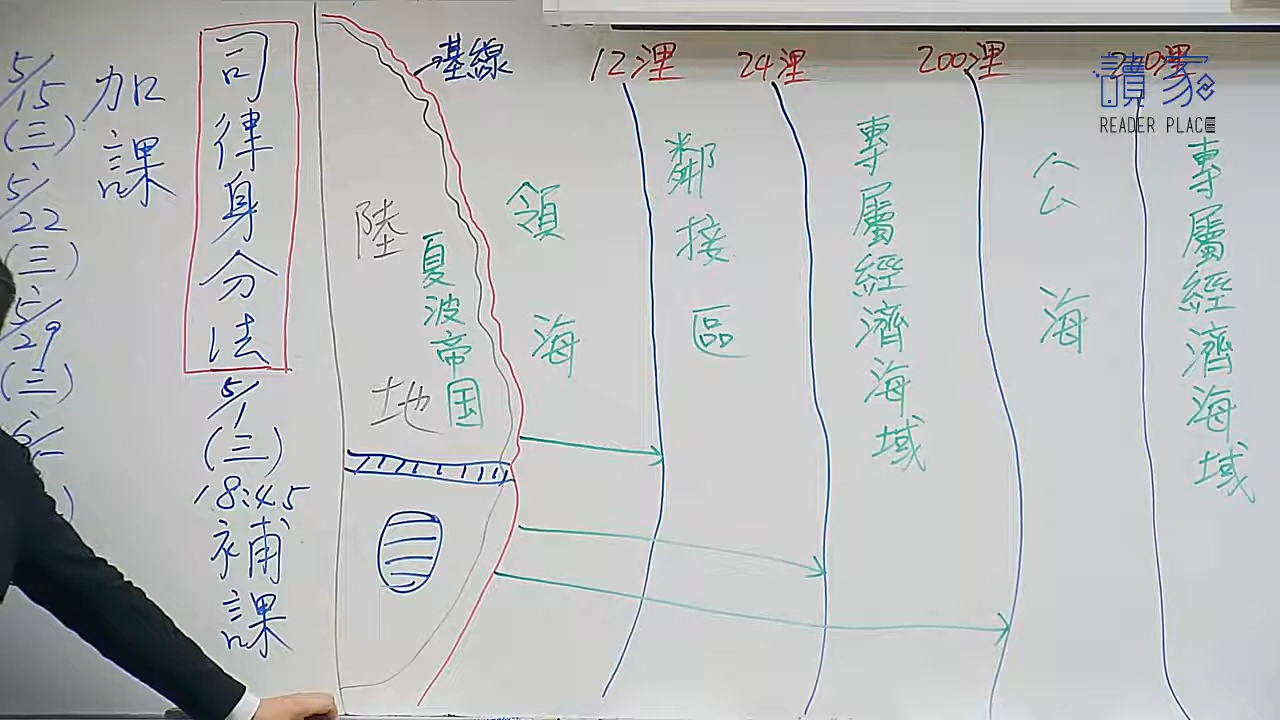 5/15
(三)
5/22
(三)
5/29
(三)
加課
司律身分法
5/1
(三)
18:45
補課
基線
陸地
夏波帝国
領海
12浬
鄰接區
24浬
專屬經濟海域
200浬
公海
專屬經濟海域
讀家
READER PLACE